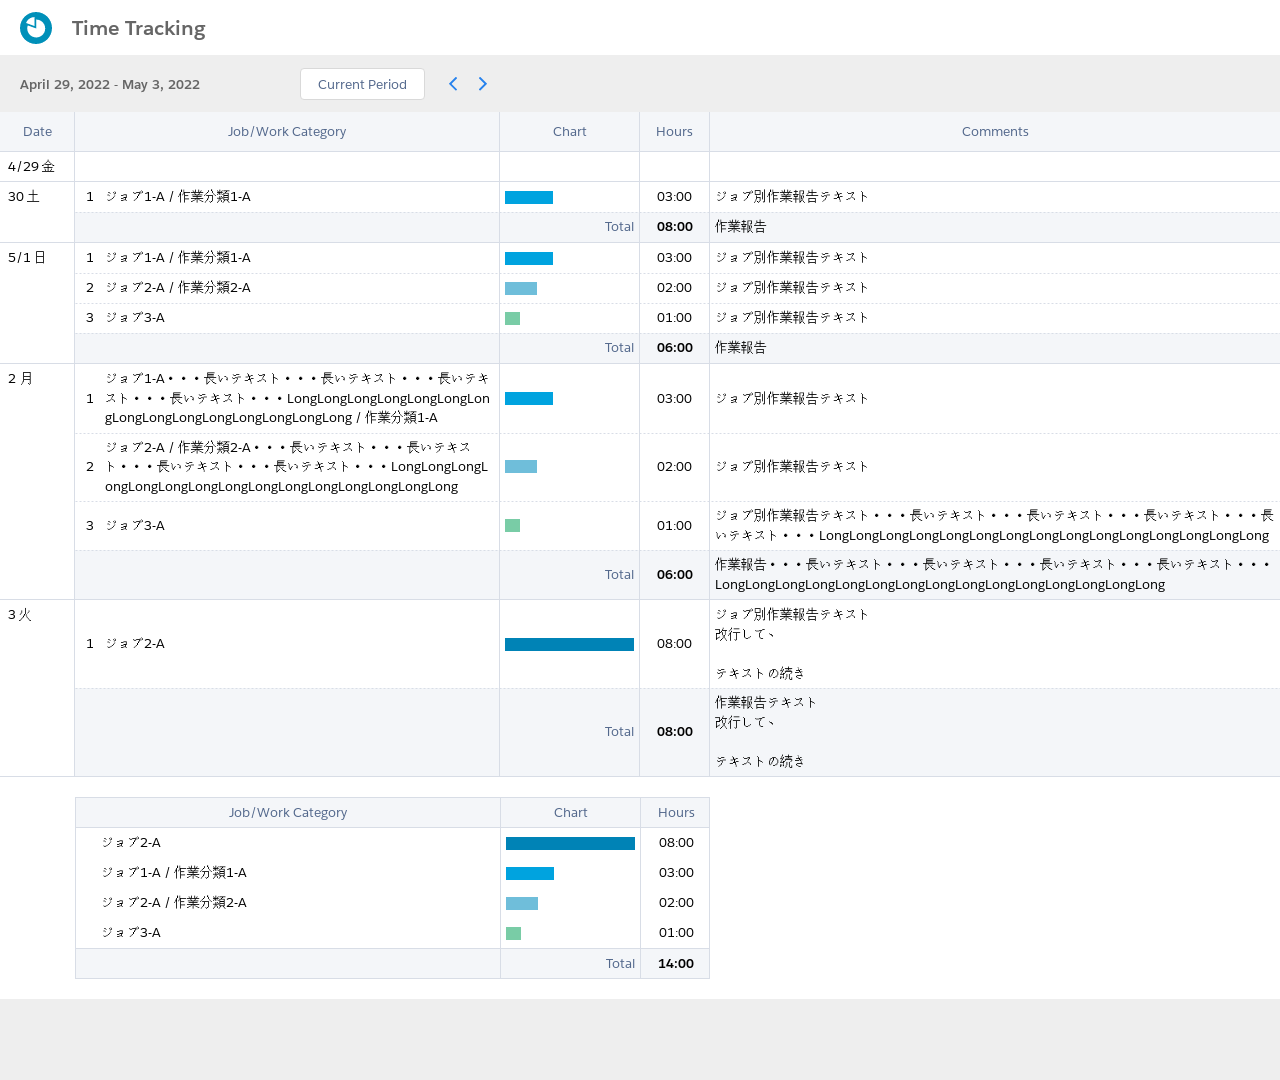 Time Tracking
April 29, 2022 - May 3, 2022 Current Period
Date Job/Work Category Chart Hours Comments
4/29 金
30 土 1 ジョブ1-A / 作業分類1-A 03:00 ジョブ別作業報告テキスト
Total 08:00 作業報告
5/1 日 1 ジョブ1-A / 作業分類1-A 03:00 ジョブ別作業報告テキスト
2 ジョブ2-A / 作業分類2-A 02:00 ジョブ別作業報告テキスト
3 ジョブ3-A 01:00 ジョブ別作業報告テキスト
Total 06:00 作業報告
2 月
ジョブ1-A・・・長いテキスト・・・長いテキスト・・・長いテキ
1 スト・・・長いテキスト・・・LongLongLongLongLongLongLon 03:00 ジョブ別作業報告テキスト
gLongLongLongLongLongLongLongLong / 作業分類1-A
ジョブ2-A / 作業分類2-A・・・長いテキスト・・・長いテキス
2 ト・・・長いテキスト・・・長いテキスト・・・LongLongLongL 02:00 ジョブ別作業報告テキスト
ongLongLongLongLongLongLongLongLongLongLongLong
3 ジョブ3-A 01:00
ジョブ別作業報告テキスト・・・長いテキスト・・・長いテキスト・・・長いテキスト・・・長
いテキスト・・・LongLongLongLongLongLongLongLongLongLongLongLongLongLongLong
Total 06:00
作業報告・・・長いテキスト・・・長いテキスト・・・長いテキスト・・・長いテキスト・・・
LongLongLongLongLongLongLongLongLongLongLongLongLongLongLong
3 火
1 ジョブ2-A 08:00
ジョブ別作業報告テキスト
改行して、
テキストの続き
Total 08:00
作業報告テキスト
改行して、
テキストの続き
Job/Work Category Chart Hours
ジョブ2-A 08:00
ジョブ1-A / 作業分類1-A 03:00
ジョブ2-A / 作業分類2-A 02:00
ジョブ3-A 01:00
Total 14:00